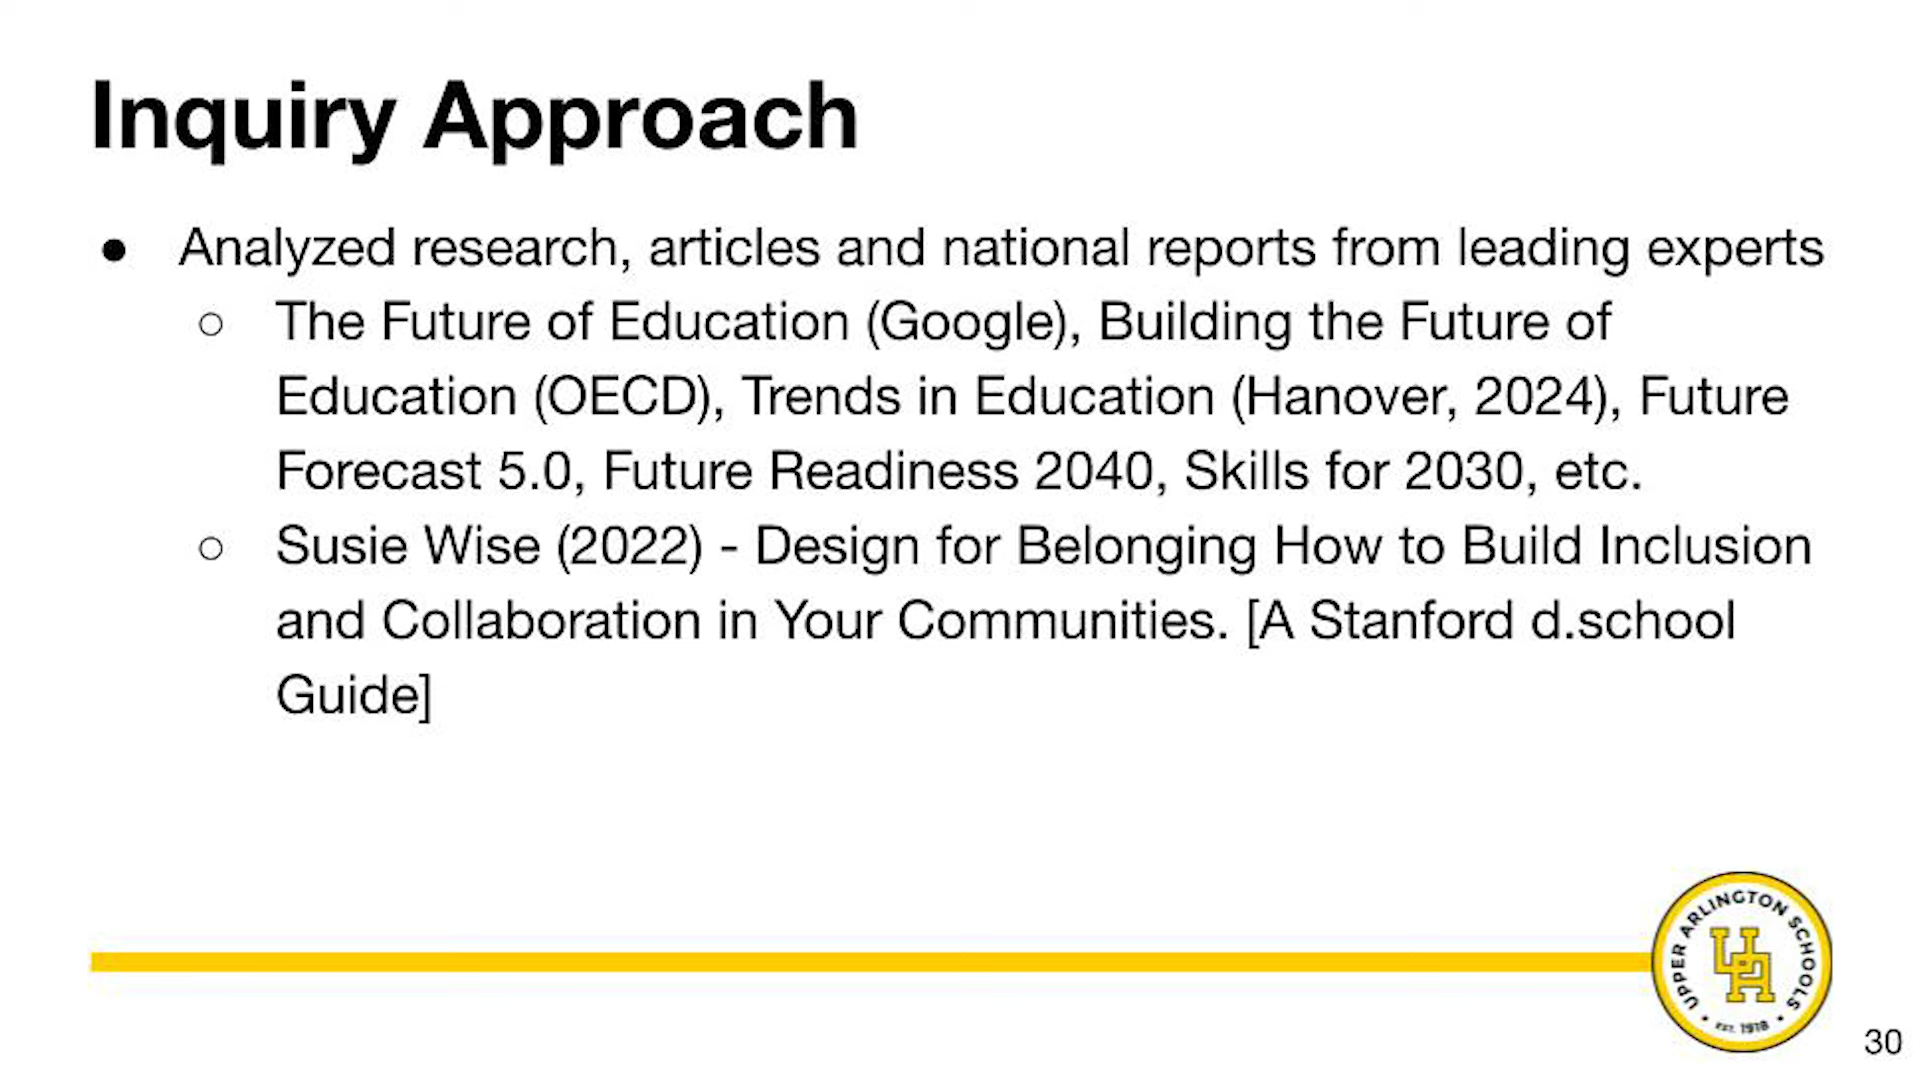 Inquiry Approach
● Analyzed research, articles and national reports from leading experts
○ The Future of Education (Google), Building the Future of
Education (OECD), Trends in Education (Hanover, 2024), Future
Forecast 5.0, Future Readiness 2040, Skills for 2030, etc.
○ Susie Wise (2022) - Design for Belonging How to Build Inclusion
and Collaboration in Your Communities. [A Stanford d.school
Guide]
UPPER ARLINGTON SCHOOLS
UA
• EST. 1918 •
30